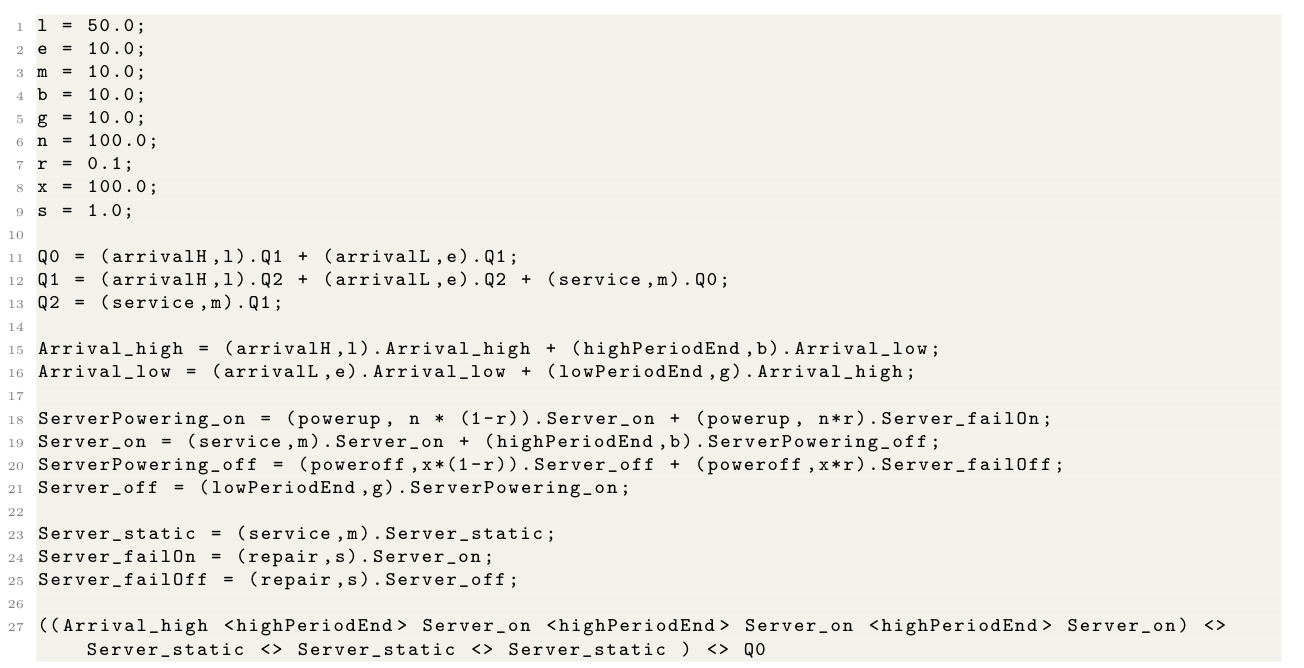 1 l = 50.0;
2 e = 10.0;
3 m = 10.0;
4 b = 10.0;
5 g = 10.0;
6 n = 100.0;
7 r = 0.1;
8 x = 100.0;
9 s = 1.0;
10
11 Q0 = (arrivalH,l).Q1 + (arrivalL,e).Q1;
12 Q1 = (arrivalH,l).Q2 + (arrivalL,e).Q2 + (service,m).Q0;
13 Q2 = (service,m).Q1;
14
15 Arrival_high = (arrivalH,l).Arrival_high + (highPeriodEnd,b).Arrival_low;
16 Arrival_low = (arrivalL,e).Arrival_low + (lowPeriodEnd,g).Arrival_high;
17
18 ServerPowering_on = (powerup, n * (1-r)).Server_on + (powerup, n*r).Server_failOn;
19 Server_on = (service,m).Server_on + (highPeriodEnd,b).ServerPowering_off;
20 ServerPowering_off = (poweroff,x*(1-r)).Server_off + (poweroff,x*r).Server_failOff;
21 Server_off = (lowPeriodEnd,g).ServerPowering_on;
22
23 Server_static = (service,m).Server_static;
24 Server_failOn = (repair,s).Server_on;
25 Server_failOff = (repair,s).Server_off;
26
27 ((Arrival_high <highPeriodEnd> Server_on <highPeriodEnd> Server_on <highPeriodEnd> Server_on) <>
Server_static <> Server_static <> Server_static ) <> Q0